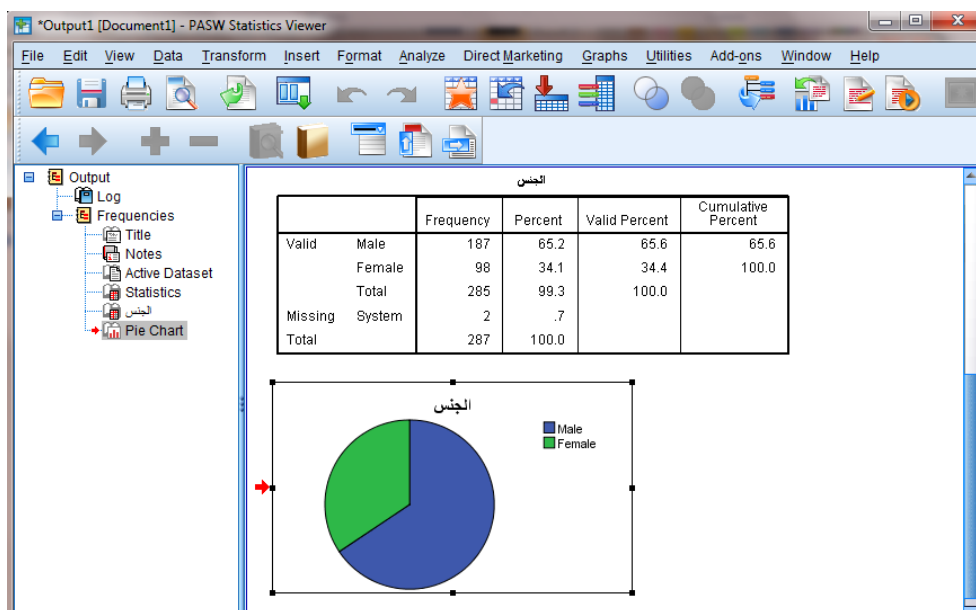 *Output1 [Document1] - PASW Statistics Viewer
File Edit View Data Transform Insert Format Analyze Direct Marketing Graphs Utilities Add-ons Window Help
Output
Log
Frequencies
Title
Notes
Active Dataset
Statistics
الجنس
Pie Chart
الجنس
Frequency Percent Valid Percent Cumulative Percent
Valid Male 187 65.2 65.6 65.6
Female 98 34.1 34.4 100.0
Total 285 99.3 100.0
Missing System 2 .7
Total 287 100.0
الجنس
Male
Female